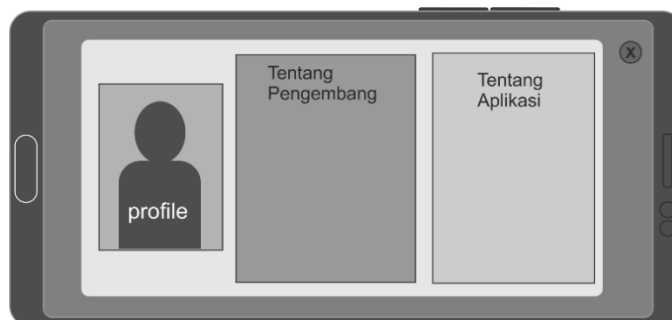 profile
Tentang
Pengembang
Tentang
Aplikasi
X